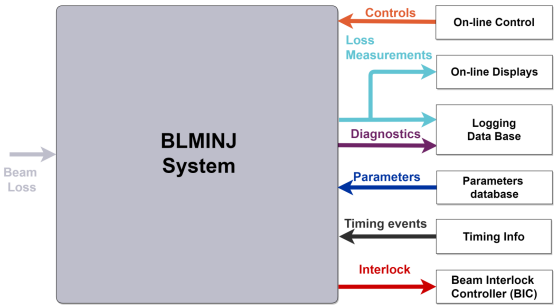 Controls
On-line Control
Loss
Measurements
On-line Displays
BLMINJ
System
Logging
Data Base
Diagnostics
Beam
Loss
Parameters
Parameters
database
Timing events
Timing Info
Interlock
Beam Interlock
Controller (BIC)